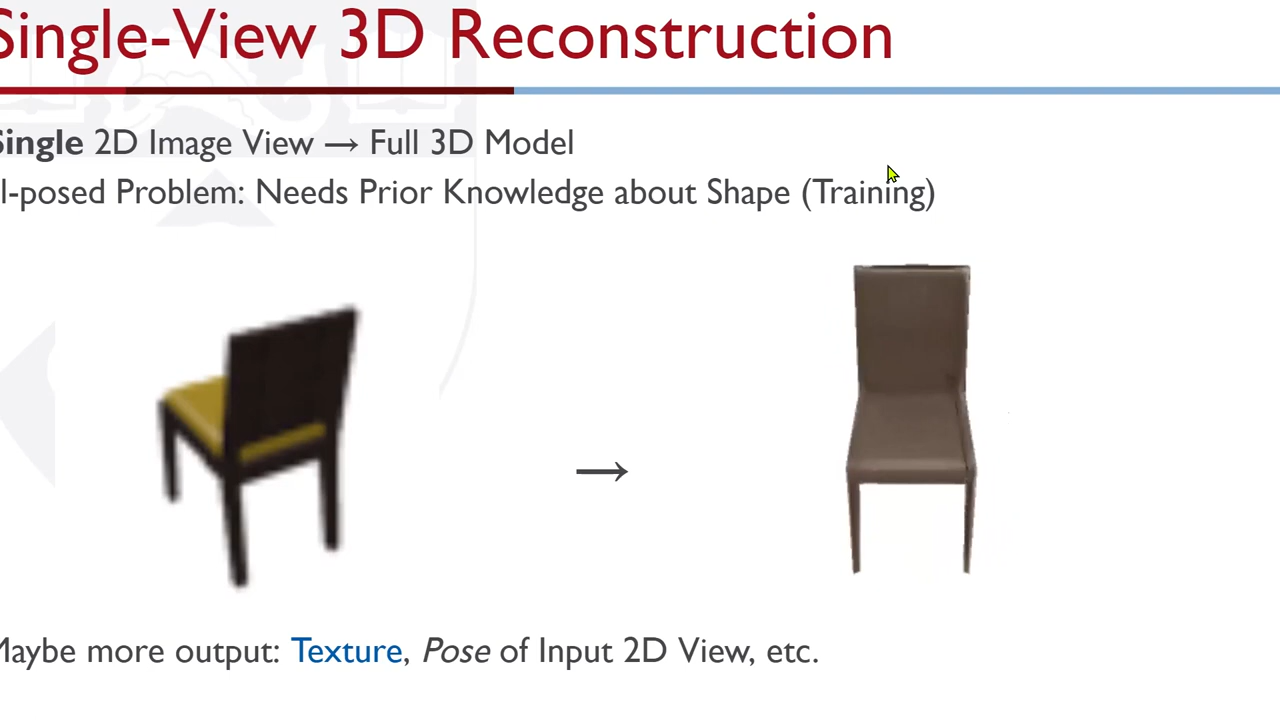 Single-View 3D Reconstruction
Single 2D Image View → Full 3D Model
l-posed Problem: Needs Prior Knowledge about Shape (Training)
→
Maybe more output: Texture, Pose of Input 2D View, etc.